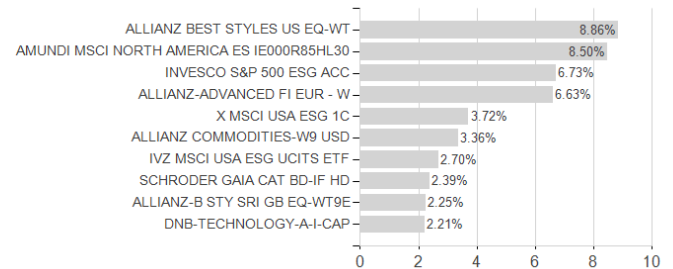 ALLIANZ BEST STYLES US EQ-WT 8.86%
AMUNDI MSCI NORTH AMERICA ES IE000R85HL30 8.50%
INVESCO S&P 500 ESG ACC 6.73%
ALLIANZ-ADVANCED FI EUR - W 6.63%
X MSCI USA ESG 1C 3.72%
ALLIANZ COMMODITIES-W9 USD 3.36%
IVZ MSCI USA ESG UCITS ETF 2.70%
SCHRODER GAIA CAT BD-IF HD 2.39%
ALLIANZ-B STY SRI GB EQ-WT9E 2.25%
DNB-TECHNOLOGY-A-I-CAP 2.21%
0 2 4 6 8 10